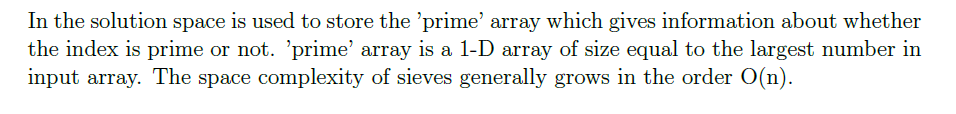 In the solution space is used to store the ’prime’ array which gives information about whether
the index is prime or not. ’prime’ array is a 1-D array of size equal to the largest number in
input array. The space complexity of sieves generally grows in the order O(n).